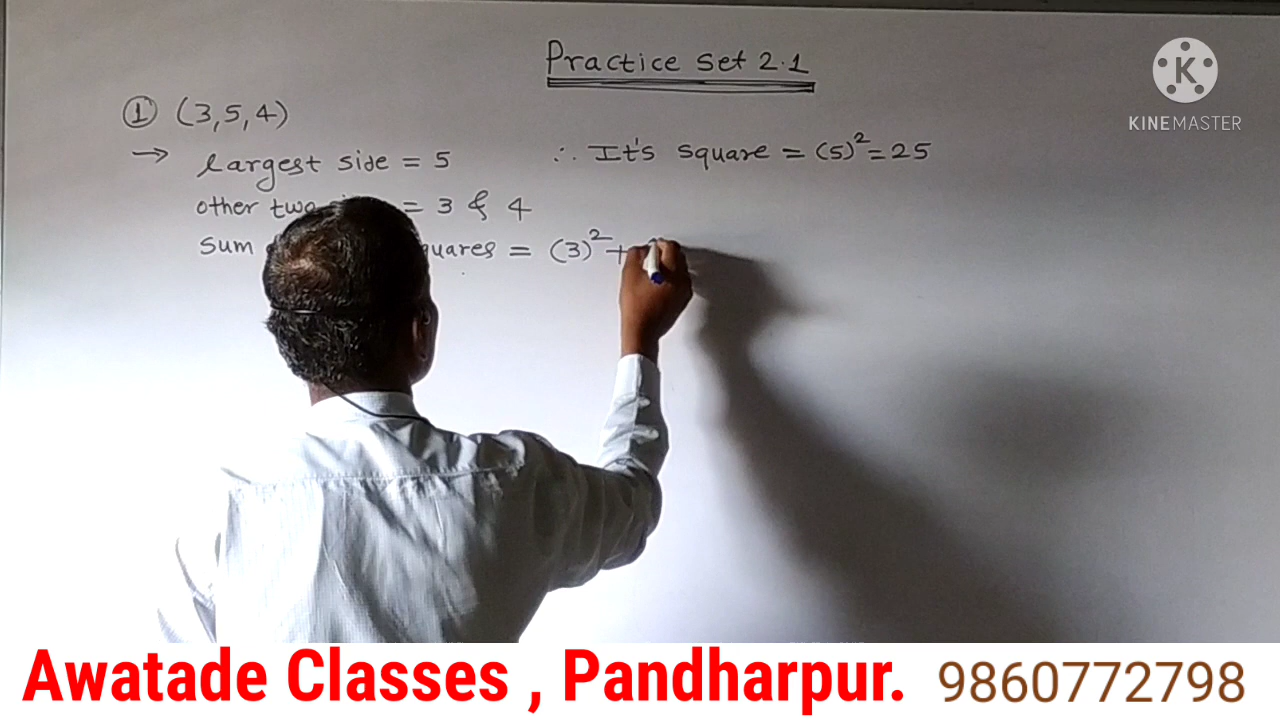 Practice Set 2.1
① (3,5,4)
→ largest side = 5 ∴ It's square = (5)² = 25
other two = 3 & 4
Sum = (3)² +
KINEMASTER
Awatade Classes , Pandharpur. 9860772798